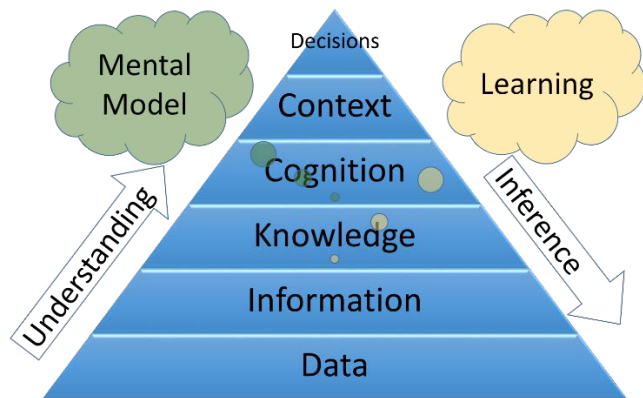 Decisions
Mental
Model
Learning
Context
Cognition
Knowledge
Information
Data
Understanding
Inference